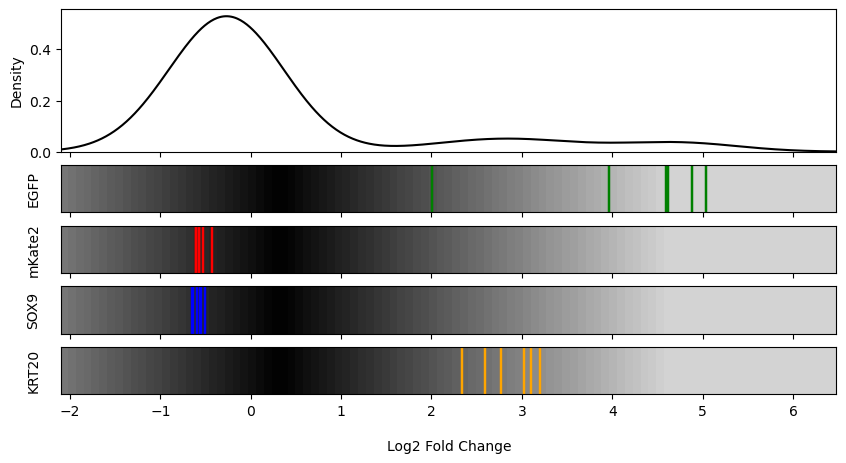 0.4
0.2
0.0
Density
EGFP
mKate2
SOX9
KRT20
−2 −1 0 1 2 3 4 5 6
Log2 Fold Change